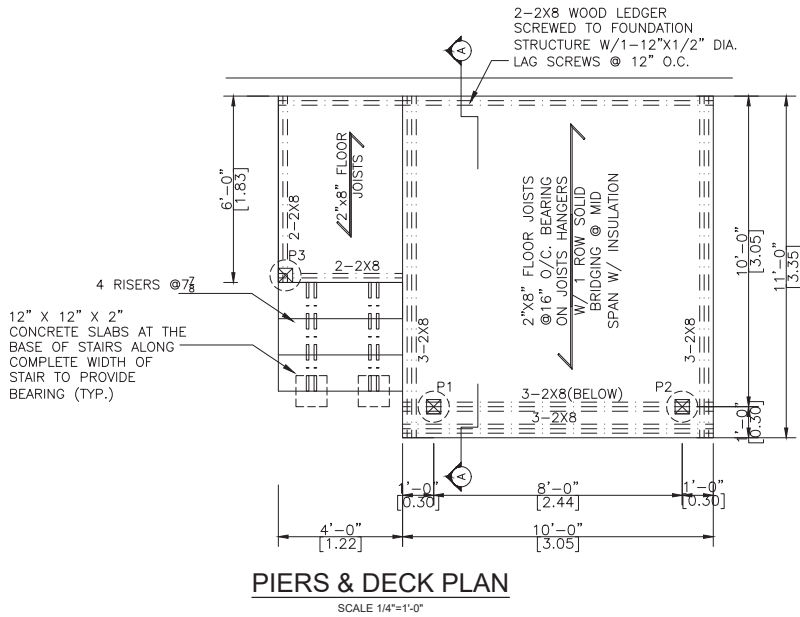 2-2X8 WOOD LEDGER
SCREWED TO FOUNDATION
STRUCTURE W/1-12"X1/2" DIA.
LAG SCREWS @ 12" O.C.
A
6'-0"
[1.83]
2"x8" FLOOR
JOISTS
2-2X8
P3
2-2X8
2"X8" FLOOR JOISTS
@16" O/C. BEARING
ON JOISTS HANGERS
W/ 1 ROW SOLID
BRIDGING @ MID
SPAN W/ INSULATION
10'-0"
[3.05]
11'-0"
[3.35]
4 RISERS @7⅞
12" X 12" X 2"
CONCRETE SLABS AT THE
BASE OF STAIRS ALONG
COMPLETE WIDTH OF
STAIR TO PROVIDE
BEARING (TYP.)
3-2X8
3-2X8
P1
3-2X8(BELOW)
P2
3-2X8
1'-0"
[0.30]
A
1'-0"
[0.30]
8'-0"
[2.44]
1'-0"
[0.30]
4'-0"
[1.22]
10'-0"
[3.05]
PIERS & DECK PLAN
SCALE 1/4"=1'-0"